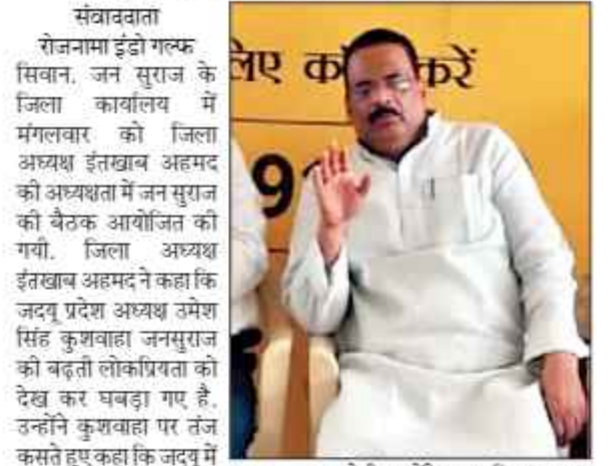 संवाददाता
रोजनामा इंडो गल्फ
सिवान. जन सुराज के
जिला कार्यालय में
मंगलवार को जिला
अध्यक्ष इंतखाब अहमद
की अध्यक्षता में जन सुराज
की बैठक आयोजित की
गयी. जिला अध्यक्ष
इंतखाब अहमद ने कहा कि
जदयू प्रदेश अध्यक्ष उमेश
सिंह कुशवाहा जनसुराज
की बढ़ती लोकप्रियता को
देख कर घबड़ा गए है.
उन्होंने कुशवाहा पर तंज
कसते हुए कहा कि जदयू में
लिए करें
9